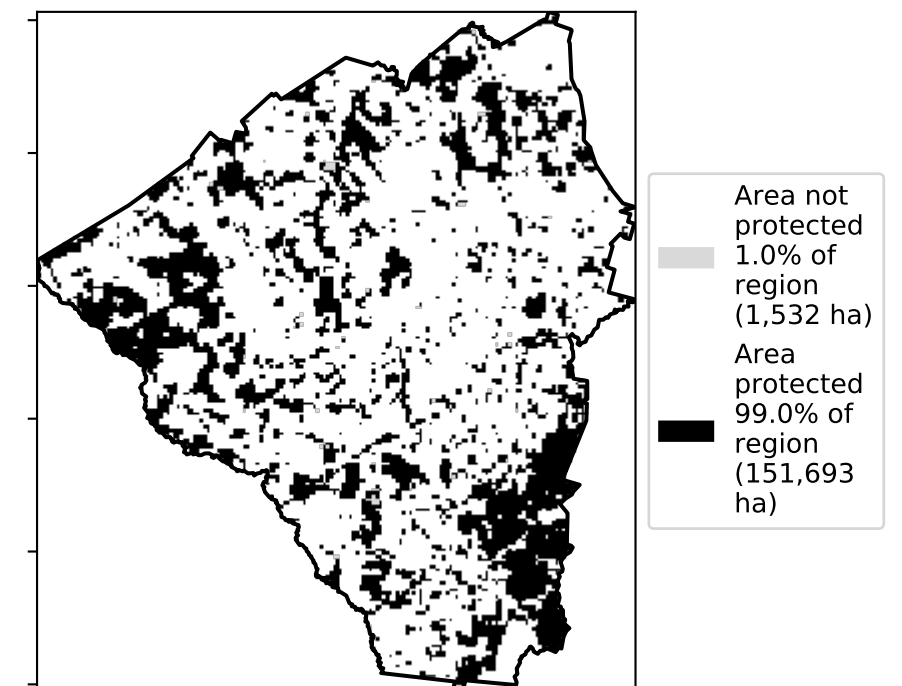 Area not
protected
1.0% of
region
(1,532 ha)
Area
protected
99.0% of
region
(151,693
ha)